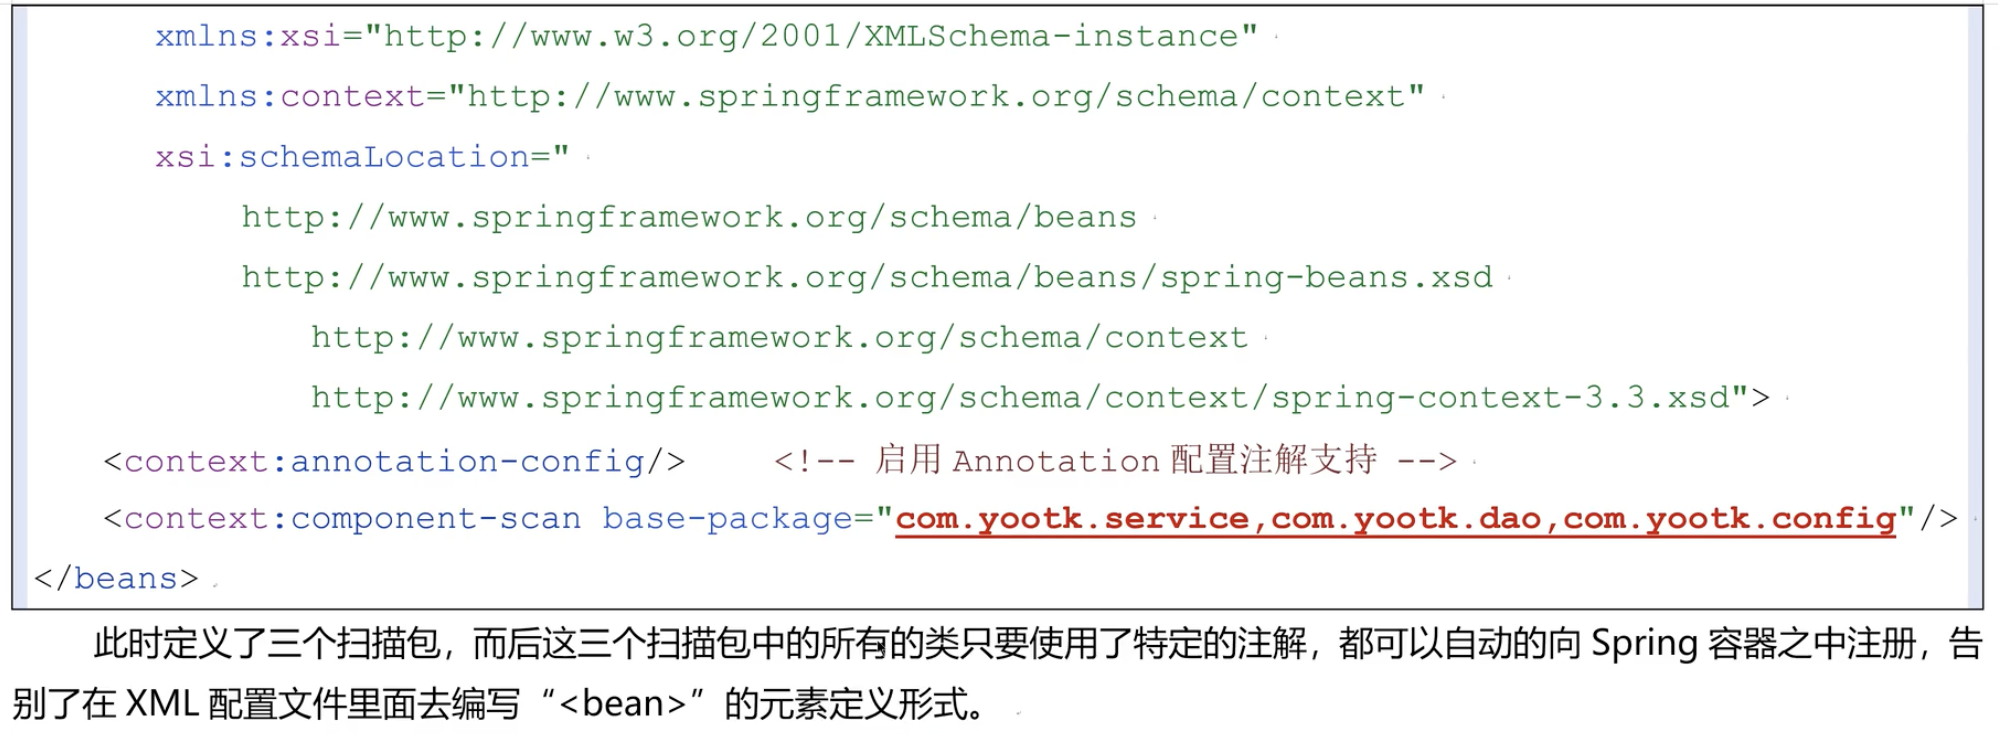 xmlns:xsi="http://www.w3.org/2001/XMLSchema-instance"
xmlns:context="http://www.springframework.org/schema/context"
xsi:schemaLocation="
http://www.springframework.org/schema/beans
http://www.springframework.org/schema/beans/spring-beans.xsd
http://www.springframework.org/schema/context
http://www.springframework.org/schema/context/spring-context-3.3.xsd">
<context:annotation-config/> <!-- 启用 Annotation 配置注解支持 -->
<context:component-scan base-package="com.yootk.service,com.yootk.dao,com.yootk.config"/>
</beans>
此时定义了三个扫描包，而后这三个扫描包中的所有的类只要使用了特定的注解，都可以自动的向 Spring 容器之中注册，告
别了在 XML 配置文件里面去编写“<bean>”的元素定义形式。